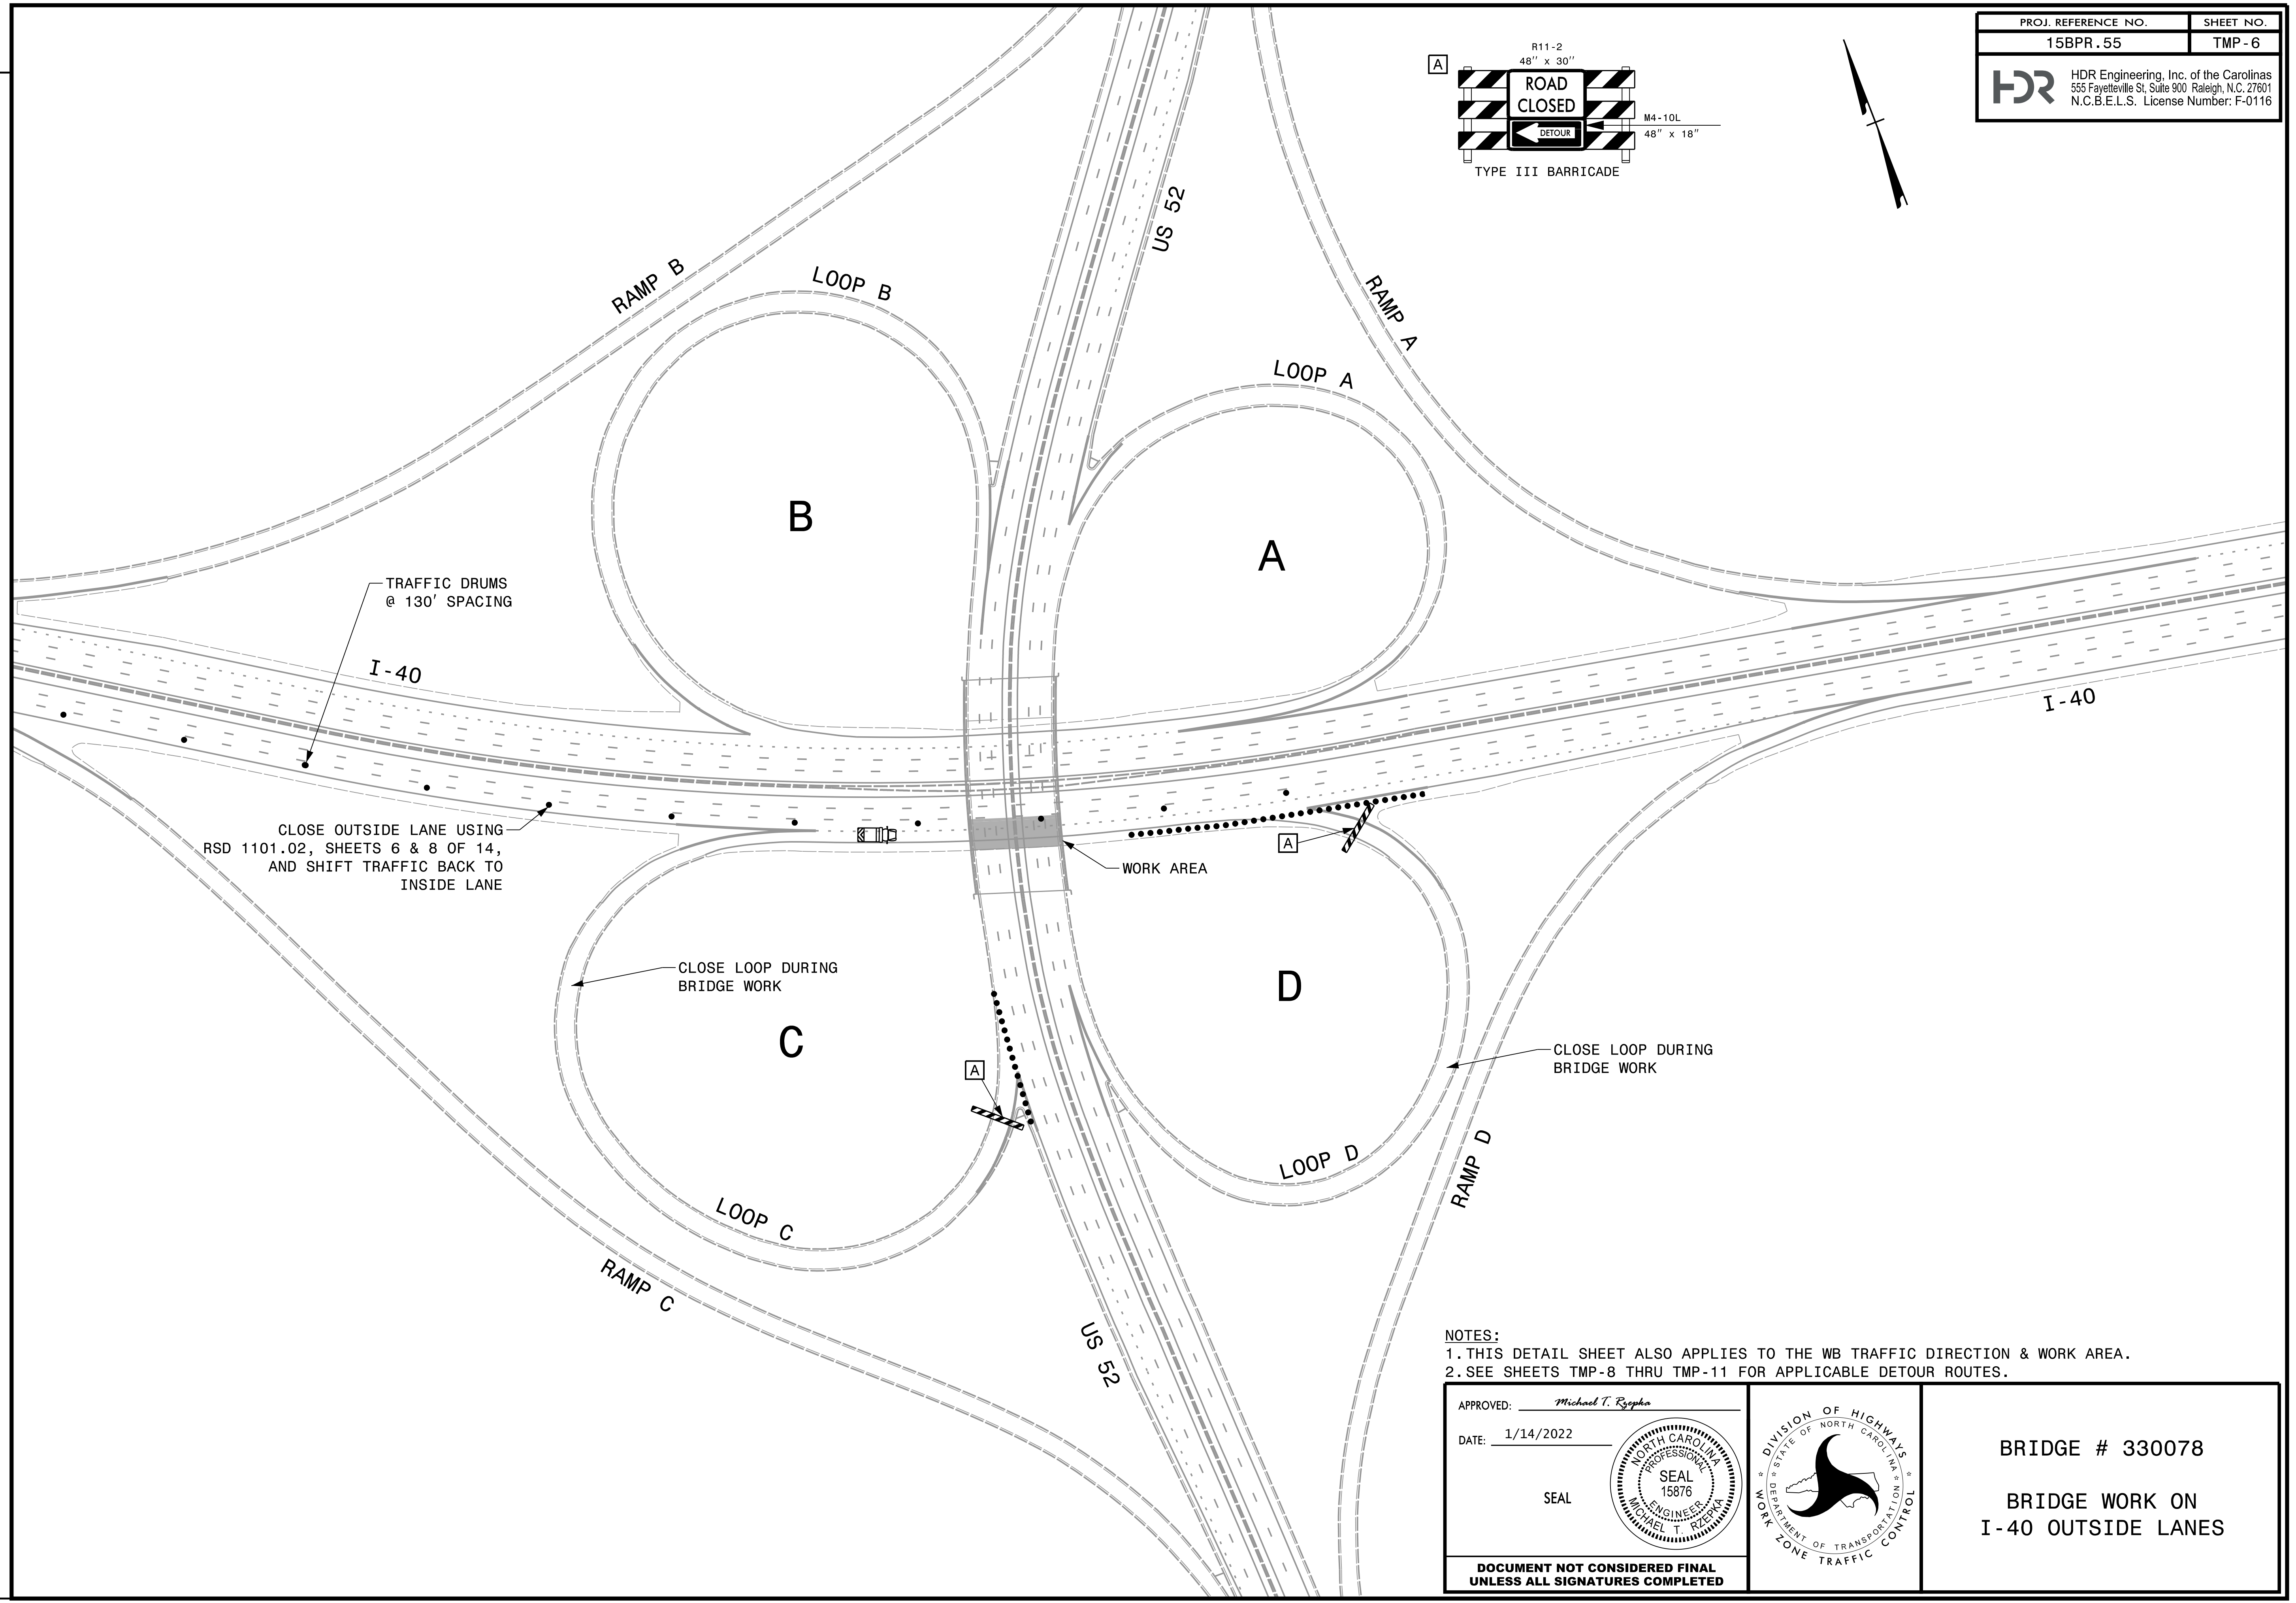 PROJ. REFERENCE NO.
SHEET NO.
15BPR.55
TMP-6
HDR
HDR Engineering, Inc. of the Carolinas
555 Fayetteville St, Suite 900 Raleigh, N.C. 27601
N.C.B.E.L.S. License Number: F-0116
A
R11-2
48" x 30"
ROAD
CLOSED
DETOUR
M4-10L
48" x 18"
TYPE III BARRICADE
US 52
RAMP B
LOOP B
RAMP A
LOOP A
B
A
TRAFFIC DRUMS
@ 130' SPACING
I-40
I-40
CLOSE OUTSIDE LANE USING
RSD 1101.02, SHEETS 6 & 8 OF 14,
AND SHIFT TRAFFIC BACK TO
INSIDE LANE
A
WORK AREA
CLOSE LOOP DURING
BRIDGE WORK
C
D
A
CLOSE LOOP DURING
BRIDGE WORK
LOOP D
RAMP D
LOOP C
RAMP C
US 52
NOTES:
1. THIS DETAIL SHEET ALSO APPLIES TO THE WB TRAFFIC DIRECTION & WORK AREA.
2. SEE SHEETS TMP-8 THRU TMP-11 FOR APPLICABLE DETOUR ROUTES.
APPROVED: Michael T. Rzepka
DATE: 1/14/2022
SEAL
NORTH CAROLINA
PROFESSIONAL
SEAL
15876
ENGINEER
MICHAEL T. RZEPKA
DOCUMENT NOT CONSIDERED FINAL
UNLESS ALL SIGNATURES COMPLETED
DIVISION OF HIGHWAYS
STATE OF NORTH CAROLINA
DEPARTMENT OF TRANSPORTATION
WORK ZONE TRAFFIC CONTROL
BRIDGE # 330078
BRIDGE WORK ON
I-40 OUTSIDE LANES